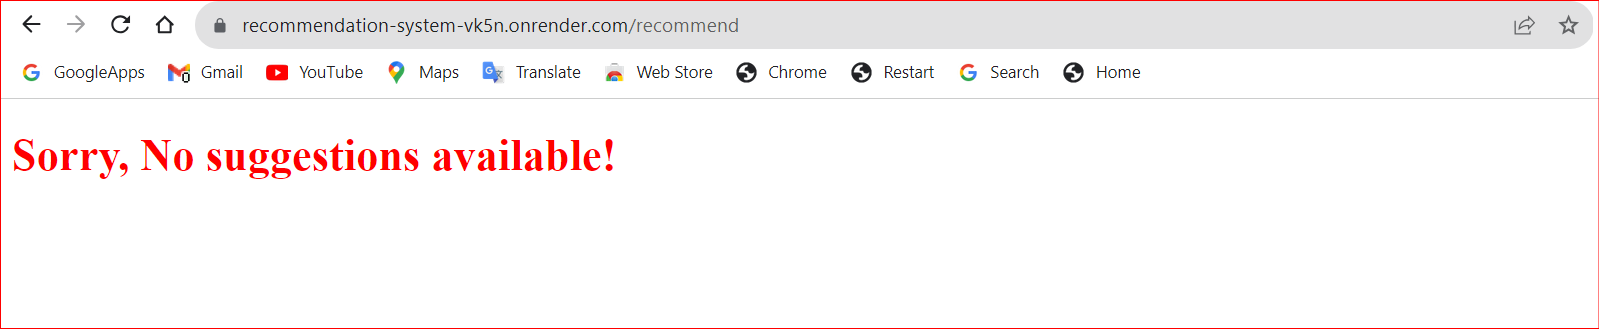 recommendation-system-vk5n.onrender.com/recommend
GoogleApps Gmail YouTube Maps Translate Web Store Chrome Restart Search Home
Sorry, No suggestions available!